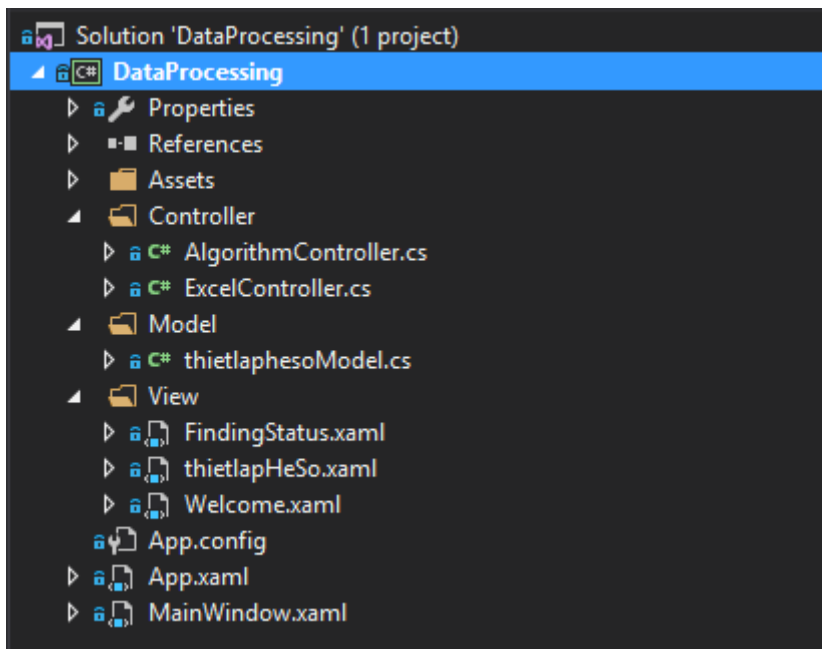 Solution 'DataProcessing' (1 project)
C# DataProcessing
Properties
References
Assets
Controller
C# AlgorithmController.cs
C# ExcelController.cs
Model
C# thietlaphesoModel.cs
View
FindingStatus.xaml
thietlapHeSo.xaml
Welcome.xaml
App.config
App.xaml
MainWindow.xaml